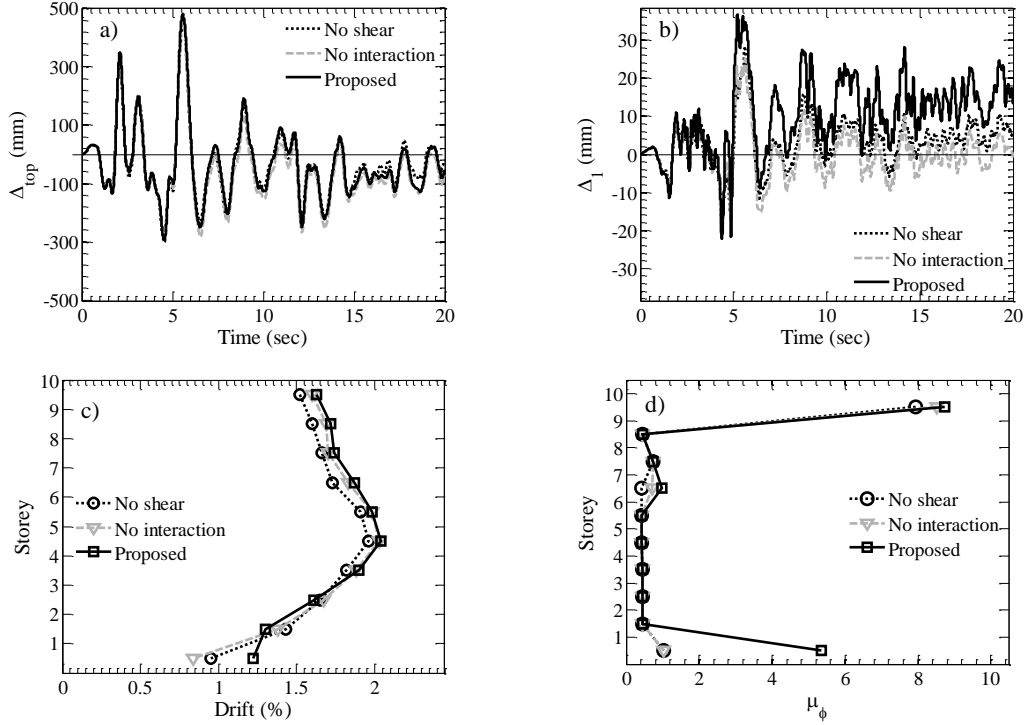 a)
No shear
No interaction
Proposed
500
300
100
-100
-300
-500
Δtop (mm)
0 5 10 15 20
Time (sec)
b)
No shear
No interaction
Proposed
30
20
10
0
-10
-20
-30
Δ1 (mm)
0 5 10 15 20
Time (sec)
c)
No shear
No interaction
Proposed
10
9
8
7
6
5
4
3
2
1
Storey
0 0.5 1 1.5 2
Drift (%)
d)
No shear
No interaction
Proposed
10
9
8
7
6
5
4
3
2
1
Storey
0 2 4 6 8 10
μϕ